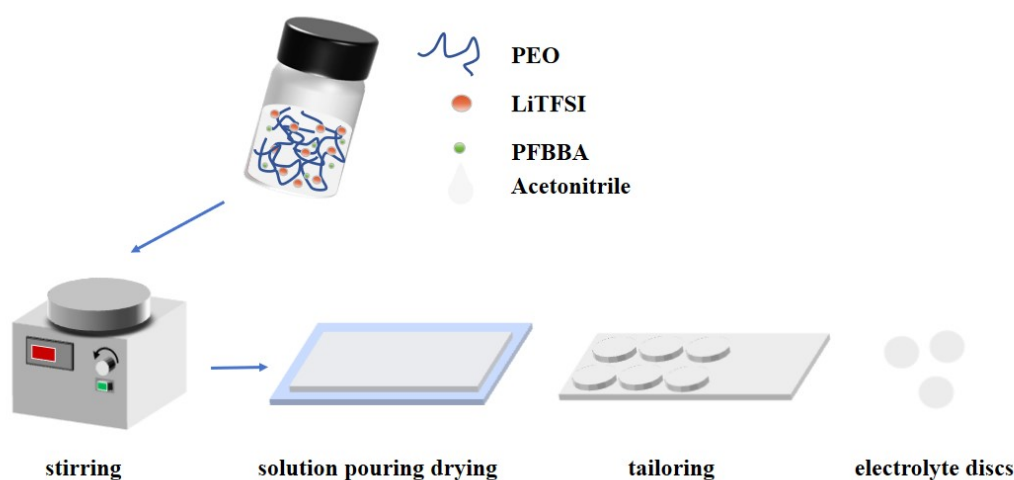 PEO
LiTFSI
PFBBA
Acetonitrile
stirring
solution pouring drying
tailoring
electrolyte discs